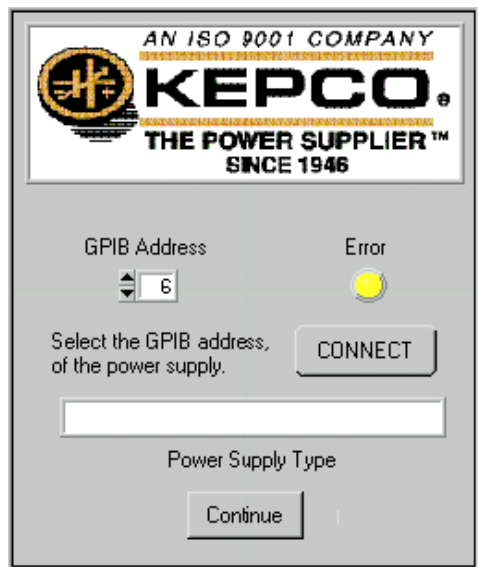 AN ISO 9001 COMPANY
KEPCO®
THE POWER SUPPLIER™
SINCE 1946
GPIB Address
Error
6
Select the GPIB address,
of the power supply.
CONNECT
Power Supply Type
Continue